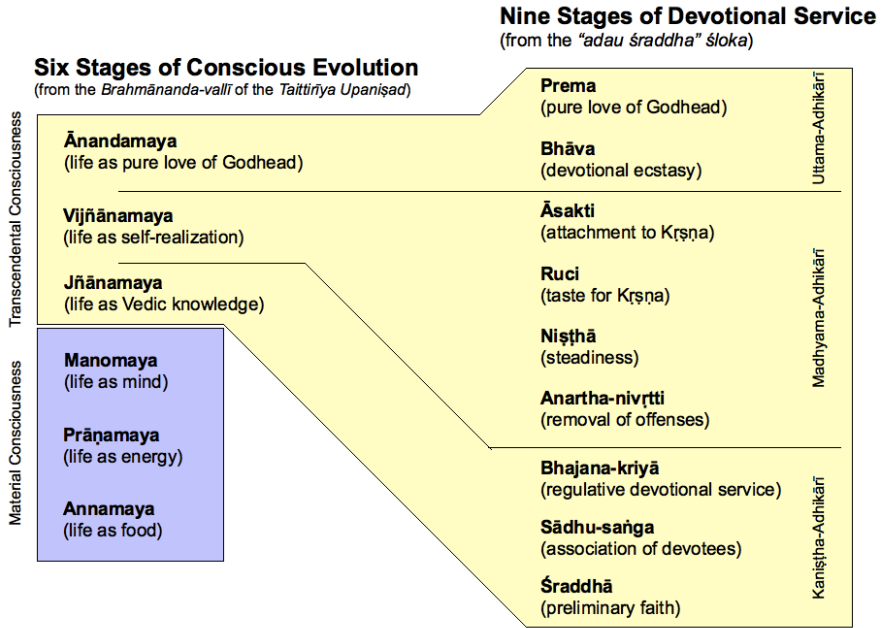 Nine Stages of Devotional Service
(from the “adau śraddha” śloka)
Six Stages of Conscious Evolution
(from the Brahmānanda-vallī of the Taittirīya Upaniṣad)
Transcendental Consciousness
Ānandamaya
(life as pure love of Godhead)
Vijñānamaya
(life as self-realization)
Jñānamaya
(life as Vedic knowledge)
Material Consciousness
Manomaya
(life as mind)
Prāṇamaya
(life as energy)
Annamaya
(life as food)
Prema
(pure love of Godhead)
Bhāva
(devotional ecstasy)
Uttama-Adhikārī
Āsakti
(attachment to Kṛṣṇa)
Ruci
(taste for Kṛṣṇa)
Niṣṭhā
(steadiness)
Anartha-nivṛtti
(removal of offenses)
Madhyama-Adhikārī
Bhajana-kriyā
(regulative devotional service)
Sādhu-saṅga
(association of devotees)
Śraddhā
(preliminary faith)
Kaniṣṭha-Adhikārī